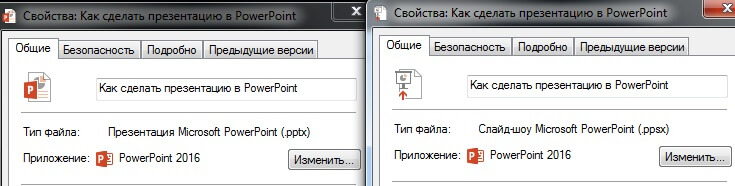 Свойства: Как сделать презентацию в PowerPoint
Общие Безопасность Подробно Предыдущие версии
Как сделать презентацию в PowerPoint
Тип файла: Презентация Microsoft PowerPoint (.pptx)
Приложение: PowerPoint 2016 Изменить...
Свойства: Как сделать презентацию в PowerPoint
Общие Безопасность Подробно Предыдущие версии
Как сделать презентацию в PowerPoint
Тип файла: Слайд-шоу Microsoft PowerPoint (.ppsx)
Приложение: PowerPoint 2016 Изменить...